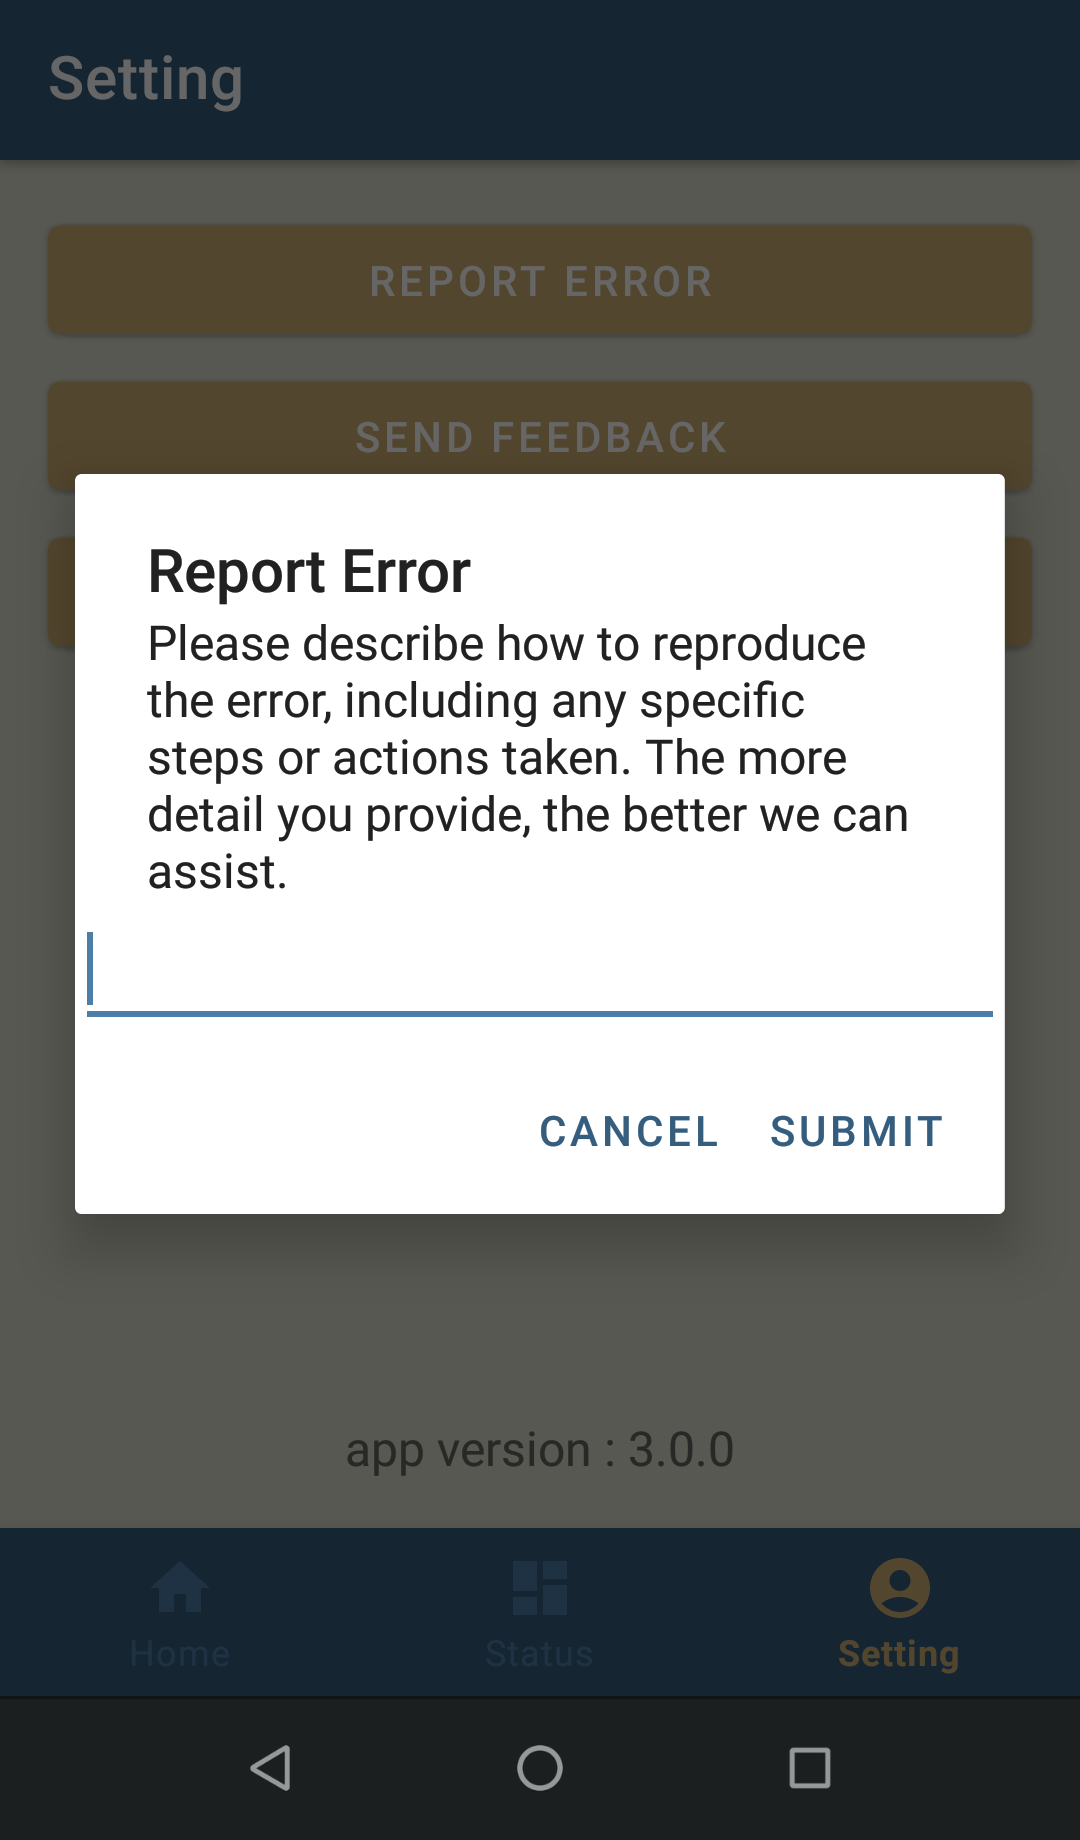 Setting
REPORT ERROR
SEND FEEDBACK
Report Error
Please describe how to reproduce
the error, including any specific
steps or actions taken. The more
detail you provide, the better we can
assist.
CANCEL SUBMIT
app version : 3.0.0
Home Status Setting